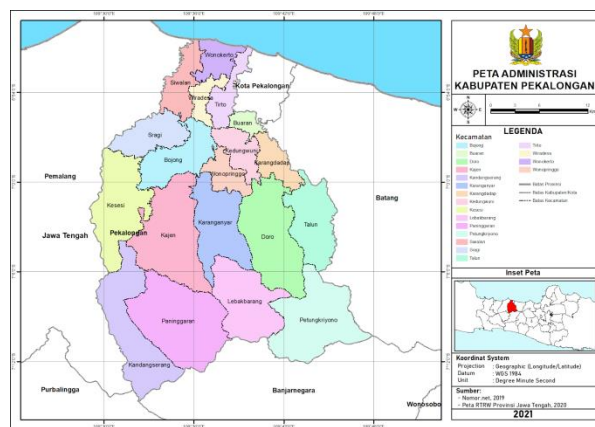 PETA ADMINISTRASI
KABUPATEN PEKALONGAN
LEGENDA
Kecamatan
Bojong
Buaran
Doro
Kajen
Kandangserang
Karanganyar
Karangdadap
Kedungwuni
Kesesi
Lebakbarang
Paninggaran
Petungkriyono
Siwalan
Sragi
Talun
Tirto
Wiradesa
Wonokerto
Wonopringgo
Batas Provinsi
Batas Kabupaten/Kota
Batas Kecamatan
Inset Peta
Koordinat System
Projection : Geographic (Longitude/Latitude)
Datum : WGS 1984
Unit : Degree Minute Second
Sumber:
- Peta RTRW Provinsi Jawa Tengah, 2020
2021
Wonokerto
Siwalan
Kota Pekalongan
Wiradesa
Tirto
Buaran
Sragi
Bojong
Kedungwuni
Karangdadap
Wonopringgo
Pemalang
Batang
Kesesi
Jawa Tengah
Pekalongan
Kajen
Karanganyar
Doro
Talun
Lebakbarang
Petungkriyono
Paninggaran
Kandangserang
Purbalingga
Banjarnegara
Wonosobo